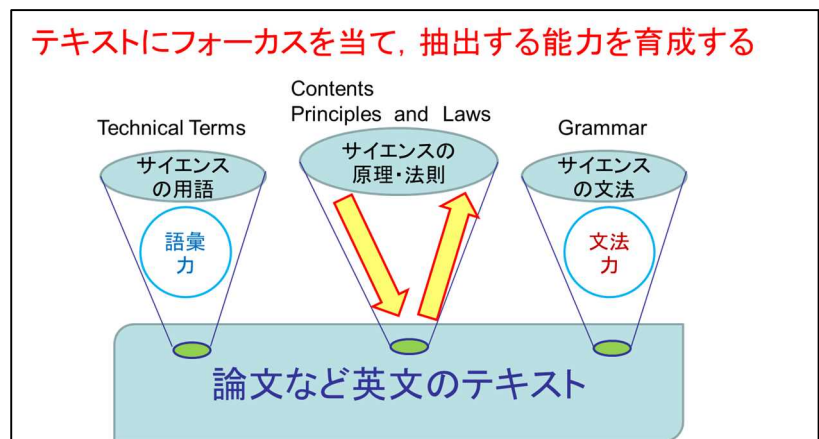 テキストにフォーカスを当て，抽出する能力を育成する
Technical Terms
Contents
Principles and Laws
Grammar
サイエンス
の用語
サイエンスの
原理・法則
サイエンス
の文法
語彙
力
文法
力
論文など英文のテキスト